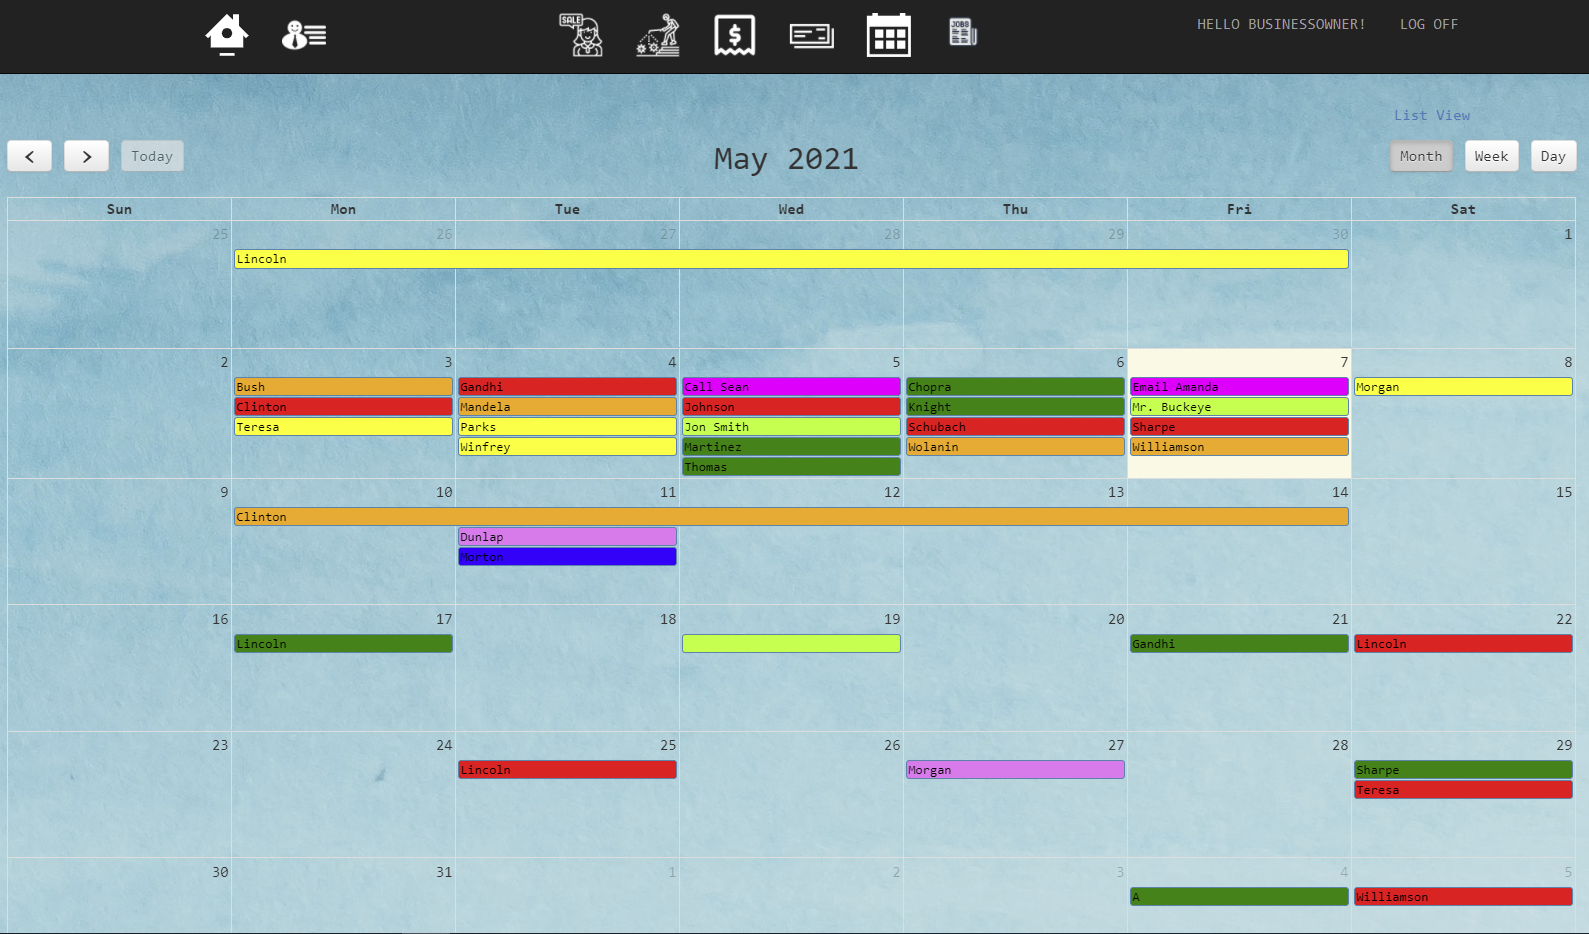 SALE
JOBS
HELLO BUSINESSOWNER! LOG OFF
List View
< > Today
May 2021
Month Week Day
Sun Mon Tue Wed Thu Fri Sat
25 26 27 28 29 30 1
Lincoln
2 3 4 5 6 7 8
Bush Gandhi Call Sean Chopra Email Amanda Morgan
Clinton Mandela Johnson Knight Mr. Buckeye
Teresa Parks Jon Smith Schubach Sharpe
Winfrey Martinez Wolanin Williamson
Thomas
9 10 11 12 13 14 15
Clinton
Dunlap
Morton
16 17 18 19 20 21 22
Lincoln Gandhi Lincoln
23 24 25 26 27 28 29
Lincoln Morgan Sharpe
Teresa
30 31 1 2 3 4 5
A Williamson